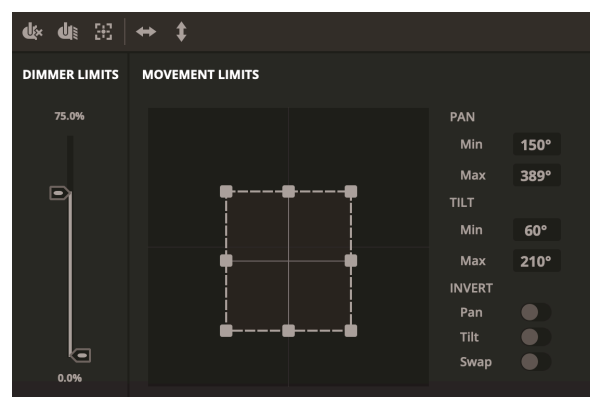 DIMMER LIMITS
MOVEMENT LIMITS
75.0%
0.0%
PAN
Min 150°
Max 389°
TILT
Min 60°
Max 210°
INVERT
Pan
Tilt
Swap